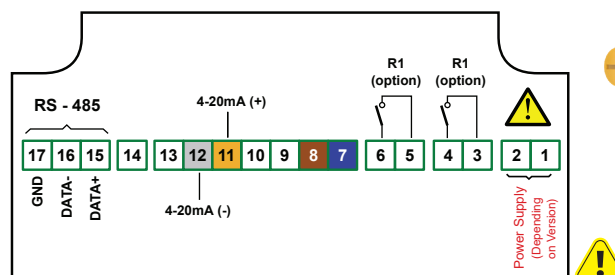 R1
(option)
R1
(option)
RS - 485
4-20mA (+)
17 16 15 14 13 12 11 10 9 8 7 6 5 4 3 2 1
GND
DATA-
DATA+
4-20mA (-)
Power Supply
(Depending
on Version)